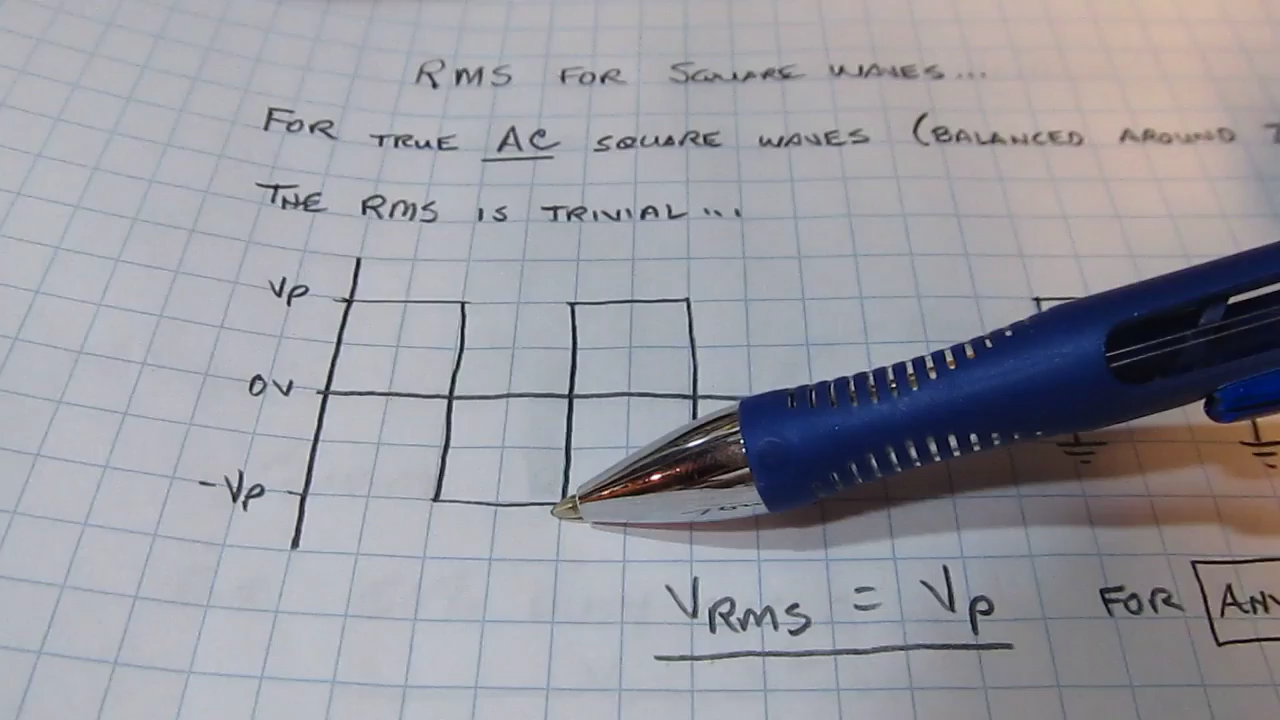 RMS FOR SQUARE WAVES...
FOR TRUE AC SQUARE WAVES (BALANCED AROUND
THE RMS IS TRIVIAL...
Vp
0V
-Vp
VRMS = Vp FOR